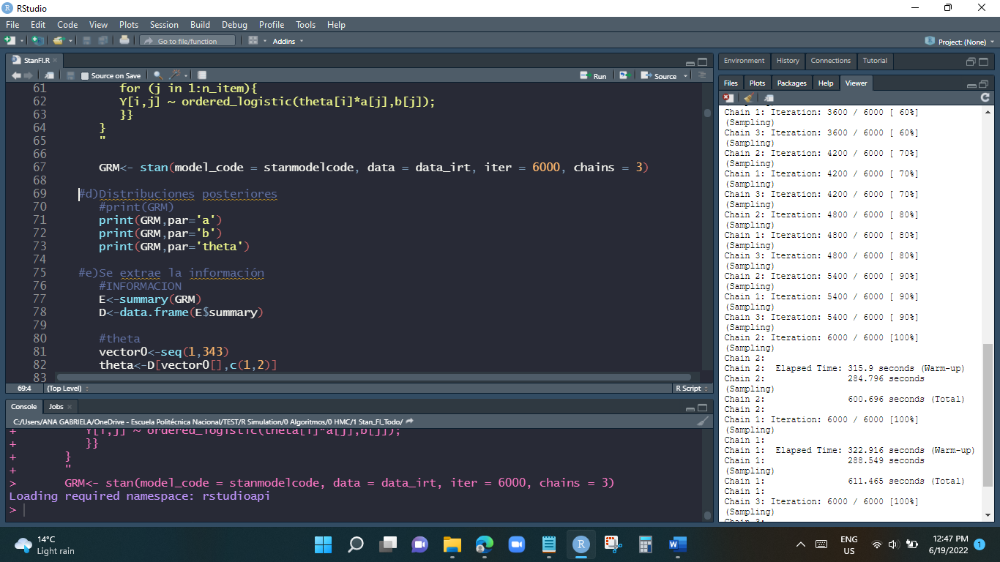 RStudio
File Edit Code View Plots Session Build Debug Profile Tools Help
Go to file/function Addins Project: (None)
StanFI.R
Source on Save Run Source
61 for (j in 1:n_item){
62 Y[i,j] ~ ordered_logistic(theta[i]*a[j],b[j]);
63 }}
64 }
65 "
66
67 GRM<- stan(model_code = stanmodelcode, data = data_irt, iter = 6000, chains = 3)
68
69 #d)Distribuciones posteriores
70 #print(GRM)
71 print(GRM,par='a')
72 print(GRM,par='b')
73 print(GRM,par='theta')
74
75 #e)Se extrae la información
76 #INFORMACION
77 E<-summary(GRM)
78 D<-data.frame(E$summary)
79
80 #theta
81 vector0<-seq(1,343)
82 theta<-D[vector0[],c(1,2)]
83
69:4 (Top Level) R Script
Console Jobs
C:/Users/ANA GABRIELA/OneDrive - Escuela Politécnica Nacional/TEST/R Simulation/0 Algoritmos/0 HMC/1 Stan_FI_Todo/
+ Y[i,j] ~ ordered_logistic(theta[i]*a[j],b[j]);
+ }}
+ }
+ "
> GRM<- stan(model_code = stanmodelcode, data = data_irt, iter = 6000, chains = 3)
Loading required namespace: rstudioapi
>
Environment History Connections Tutorial
Files Plots Packages Help Viewer
Chain 1: Iteration: 3600 / 6000 [ 60%]
(Sampling)
Chain 3: Iteration: 3600 / 6000 [ 60%]
(Sampling)
Chain 2: Iteration: 4200 / 6000 [ 70%]
(Sampling)
Chain 1: Iteration: 4200 / 6000 [ 70%]
(Sampling)
Chain 3: Iteration: 4200 / 6000 [ 70%]
(Sampling)
Chain 2: Iteration: 4800 / 6000 [ 80%]
(Sampling)
Chain 1: Iteration: 4800 / 6000 [ 80%]
(Sampling)
Chain 3: Iteration: 4800 / 6000 [ 80%]
(Sampling)
Chain 2: Iteration: 5400 / 6000 [ 90%]
(Sampling)
Chain 1: Iteration: 5400 / 6000 [ 90%]
(Sampling)
Chain 3: Iteration: 5400 / 6000 [ 90%]
(Sampling)
Chain 2: Iteration: 6000 / 6000 [100%]
(Sampling)
Chain 2:
Chain 2: Elapsed Time: 315.9 seconds (Warm-up)
Chain 2: 284.796 seconds
(Sampling)
Chain 2: 600.696 seconds (Total)
Chain 2:
Chain 1: Iteration: 6000 / 6000 [100%]
(Sampling)
Chain 1:
Chain 1: Elapsed Time: 322.916 seconds (Warm-up)
Chain 1: 288.549 seconds
(Sampling)
Chain 1: 611.465 seconds (Total)
Chain 1:
Chain 3: Iteration: 6000 / 6000 [100%]
(Sampling)
Chain 3:
14°C
Light rain
ENG
US
12:47 PM
6/19/2022
1